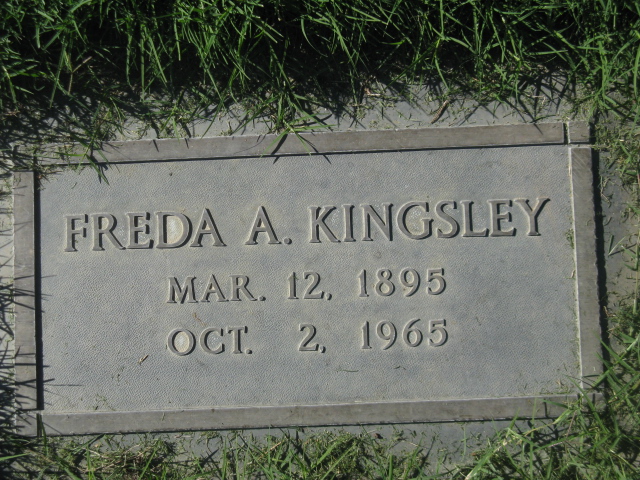 FREDA A. KINGSLEY
MAR. 12, 1895
OCT. 2, 1965